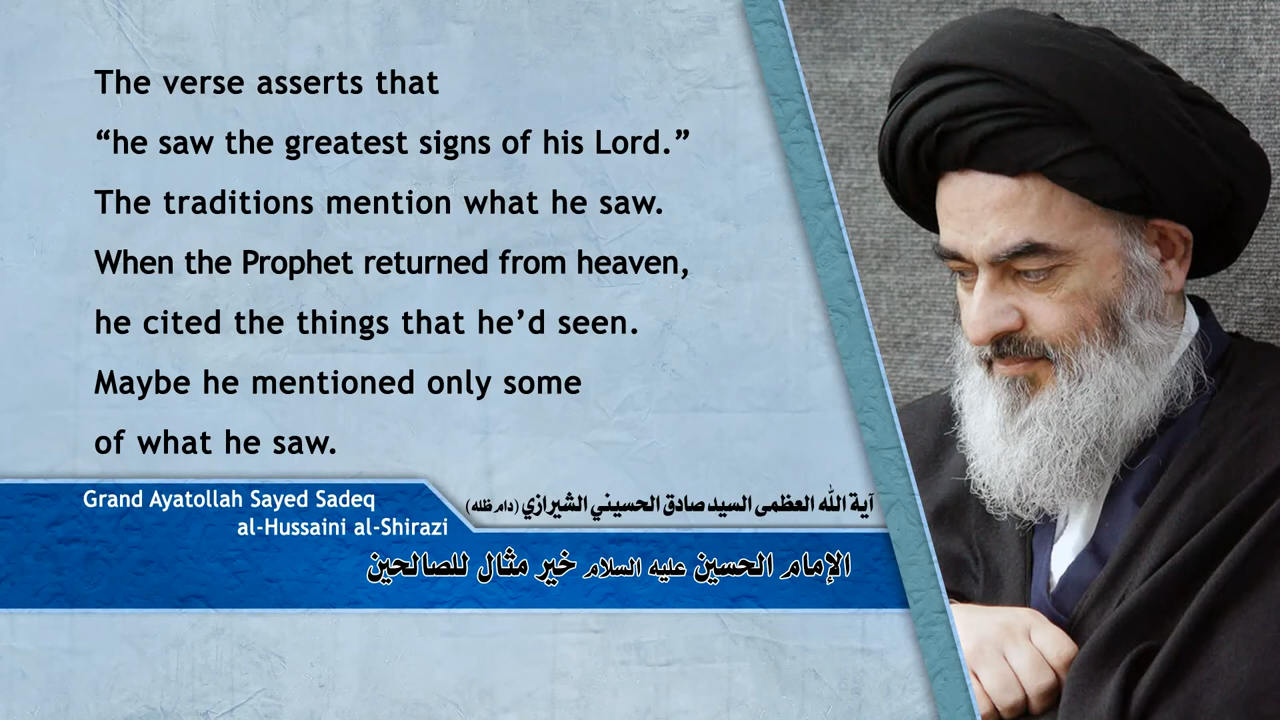 The verse asserts that
“he saw the greatest signs of his Lord.”
The traditions mention what he saw.
When the Prophet returned from heaven,
he cited the things that he’d seen.
Maybe he mentioned only some
of what he saw.
Grand Ayatollah Sayed Sadeq
al-Hussaini al-Shirazi
آية الله العظمى السيد صادق الحسيني الشيرازي (دام ظله)
الإمام الحسين عليه السلام خير مثال للصالحين